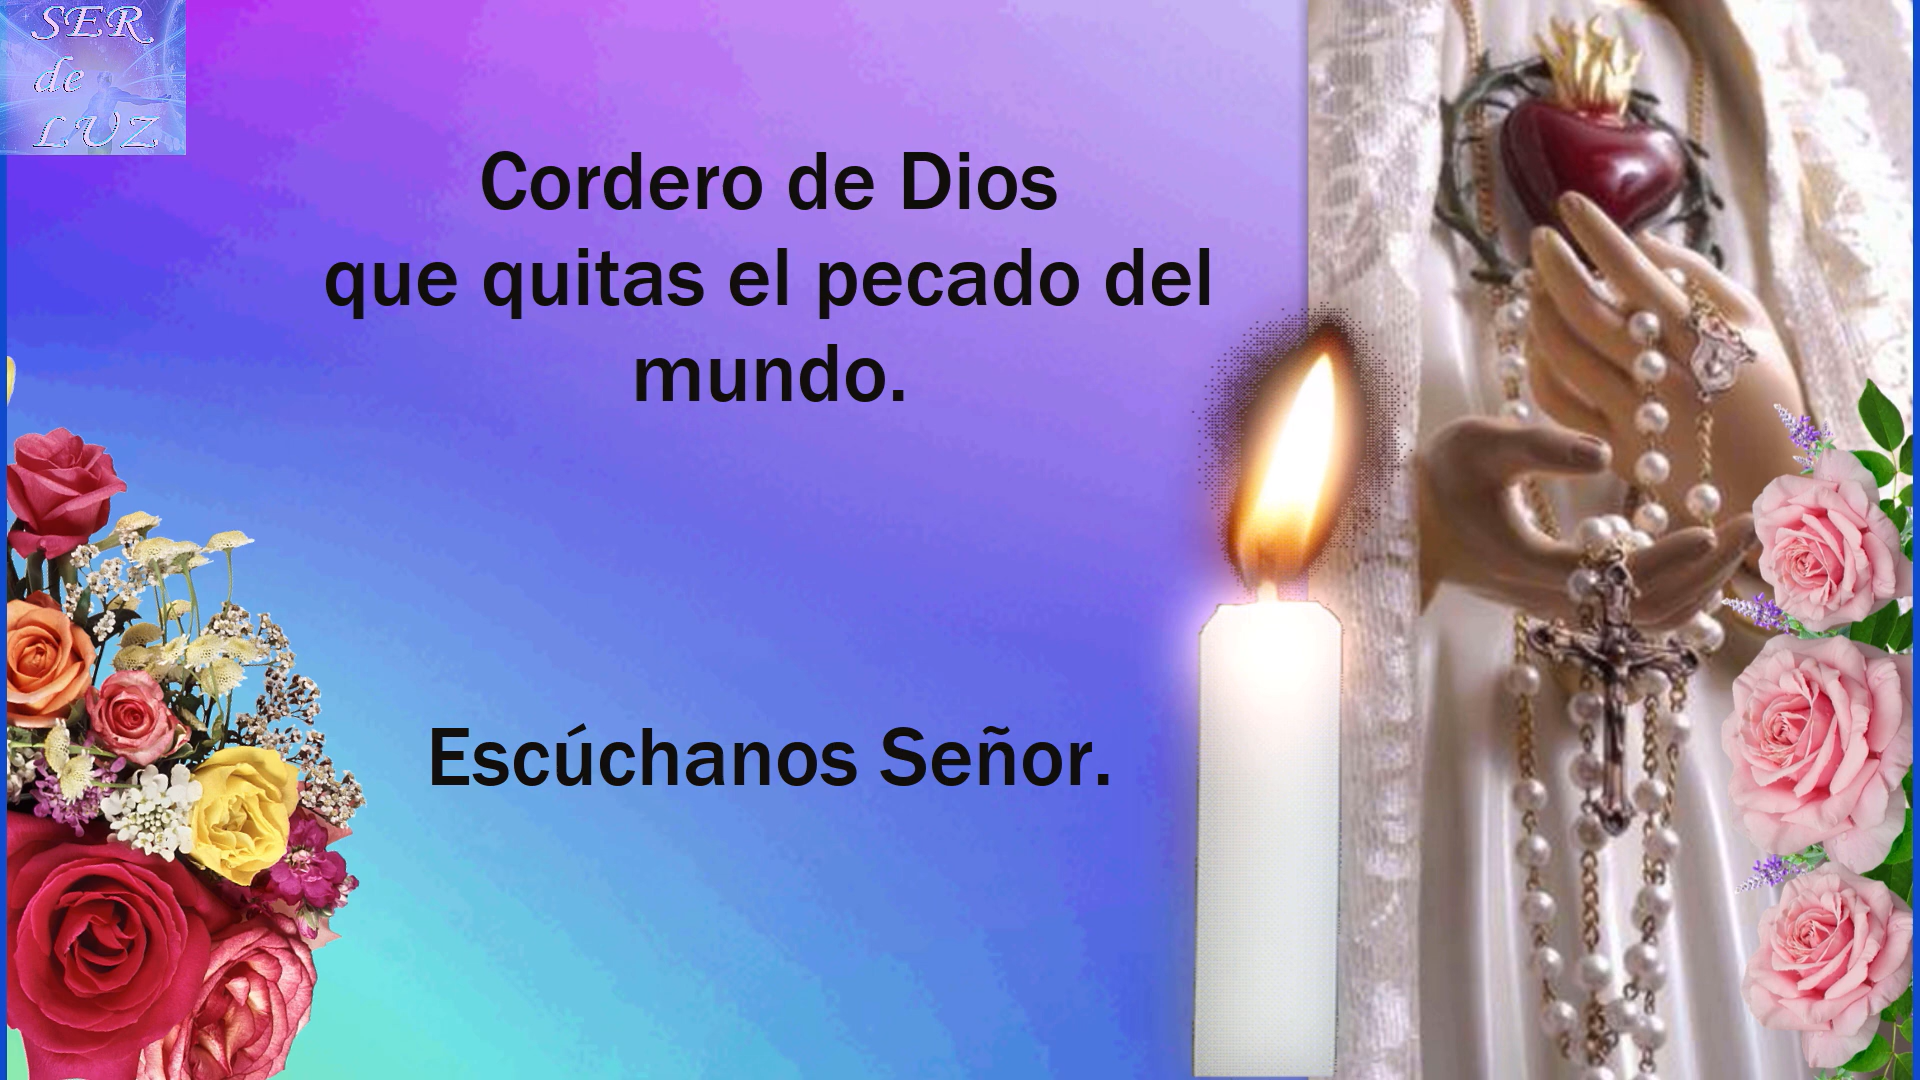 SER
de
LUZ
Cordero de Dios
que quitas el pecado del
mundo.
Escúchanos Señor.